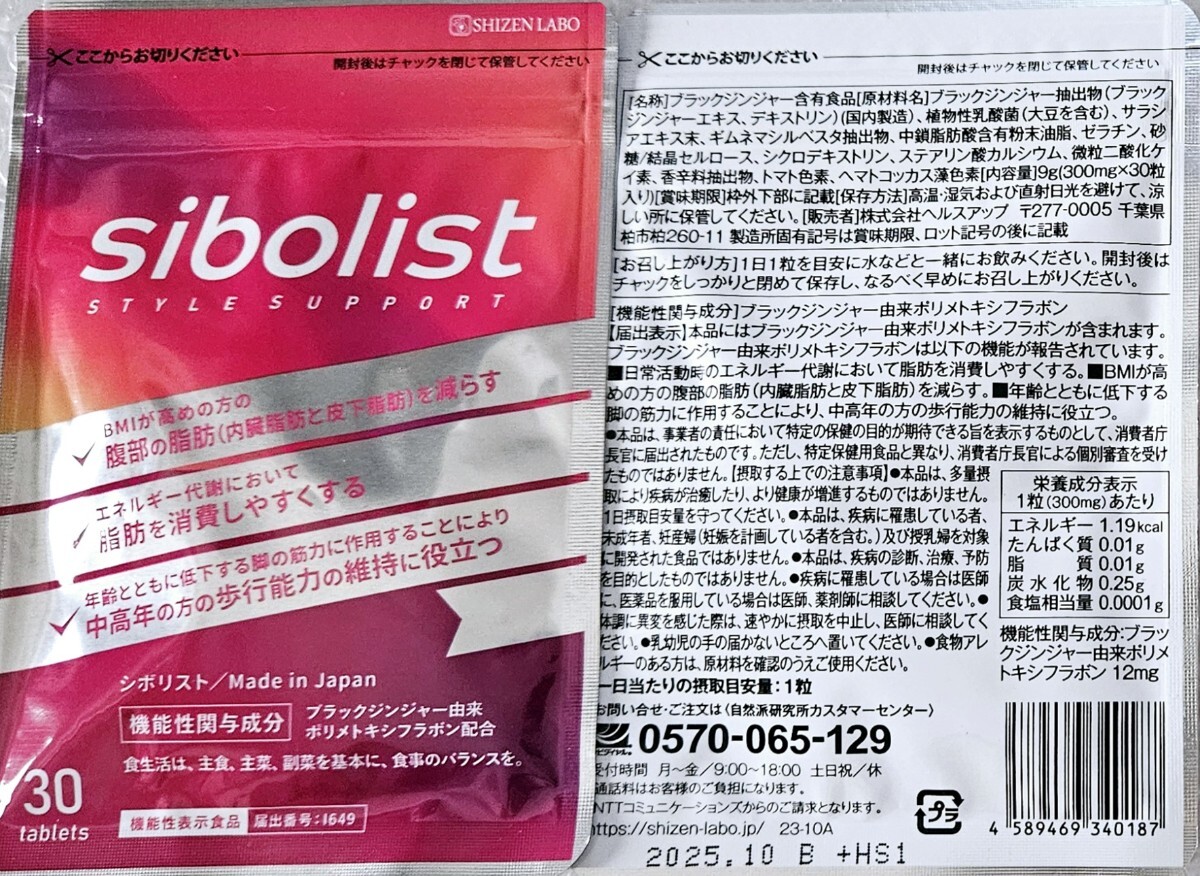 SHIZEN LABO
ここからお切りください
開封後はチャックを閉じて保管してください
sibolist
STYLE SUPPORT
BMIが高めの方の
腹部の脂肪(内臓脂肪と皮下脂肪)を減らす
エネルギー代謝において
脂肪を消費しやすくする
年齢とともに低下する脚の筋力に作用することにより
中高年の方の歩行能力の維持に役立つ
シボリスト/Made in Japan
機能性関与成分
ブラックジンジャー由来
ポリメトキシフラボン配合
食生活は、主食、主菜、副菜を基本に、食事のバランスを。
30
tablets
機能性表示食品 届出番号:I649
ここからお切りください
開封後はチャックを閉じて保管してください
[名称]ブラックジンジャー含有食品[原材料名]ブラックジンジャー抽出物(ブラック
ジンジャーエキス、デキストリン)(国内製造)、植物性乳酸菌(大豆を含む)、サラシ
アエキス末、ギムネマシルベスタ抽出物、中鎖脂肪酸含有粉末油脂、ゼラチン、砂
糖/結晶セルロース、シクロデキストリン、ステアリン酸カルシウム、微粒二酸化ケ
イ素、香辛料抽出物、トマト色素、ヘマトコッカス藻色素[内容量]9g(300mg×30粒
入り)[賞味期限]枠外下部に記載[保存方法]高温・湿気および直射日光を避けて、涼
しい所に保管してください。[販売者]株式会社ヘルスアップ 〒277-0005 千葉県
柏市柏260-11 製造所固有記号は賞味期限、ロット記号の後に記載
[お召し上がり方]1日1粒を目安に水などと一緒にお飲みください。開封後は
チャックをしっかりと閉めて保存し、なるべく早めにお召し上がりください。
[機能性関与成分]ブラックジンジャー由来ポリメトキシフラボン
【届出表示】本品にはブラックジンジャー由来ポリメトキシフラボンが含まれます。
ブラックジンジャー由来ポリメトキシフラボンは以下の機能が報告されています。
■日常活動時のエネルギー代謝において脂肪を消費しやすくする。■BMIが高
めの方の腹部の脂肪(内臓脂肪と皮下脂肪)を減らす。■年齢とともに低下する
脚の筋力に作用することにより、中高年の方の歩行能力の維持に役立つ。
●本品は、事業者の責任において特定の保健の目的が期待できる旨を表示するものとして、消費者庁
長官に届出されたものです。ただし、特定保健用食品と異なり、消費者庁長官による個別審査を受け
たものではありません。【摂取する上での注意事項】●本品は、多量摂
取により疾病が治癒したり、より健康が増進するものではありません。
1日摂取目安量を守ってください。●本品は、疾病に罹患している者、
未成年者、妊産婦(妊娠を計画している者を含む。)及び授乳婦を対象
に開発された食品ではありません。●本品は、疾病の診断、治療、予防
を目的としたものではありません。●疾病に罹患している場合は医師
に、医薬品を服用している場合は医師、薬剤師に相談してください。●
体調に異変を感じた際は、速やかに摂取を中止し、医師に相談してく
ださい。●乳幼児の手の届かないところへ置いてください。●食物アレ
ルギーのある方は、原材料を確認のうえご使用ください。
一日当たりの摂取目安量:1粒
栄養成分表示
1粒(300mg)あたり
エネルギー 1.19kcal
たんぱく質 0.01g
脂質 0.01g
炭水化物 0.25g
食塩相当量 0.0001g
機能性関与成分:ブラッ
クジンジャー由来ポリメ
トキシフラボン 12mg
お問い合せ・ご注文は〈自然派研究所カスタマーセンター〉
0570-065-129
受付時間 月〜金/9:00〜18:00 土日祝/休
通話料はお客様のご負担になります。
NTTコミュニケーションズからのご請求となります。
https://shizen-labo.jp/ 23-10A
プラ
4 589469 340187
2025.10 B +HS1